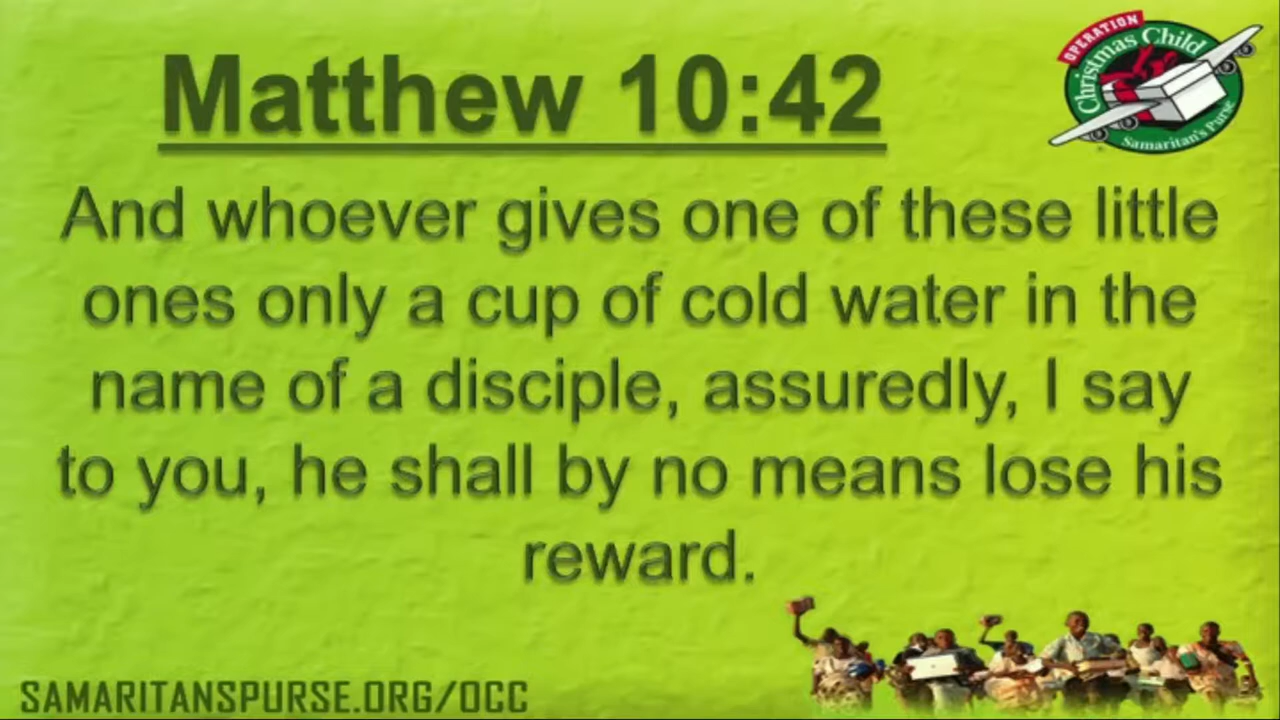 Matthew 10:42
OPERATION
Christmas Child
Samaritan's Purse
And whoever gives one of these little
ones only a cup of cold water in the
name of a disciple, assuredly, I say
to you, he shall by no means lose his
reward.
SAMARITANSPURSE.ORG/OCC